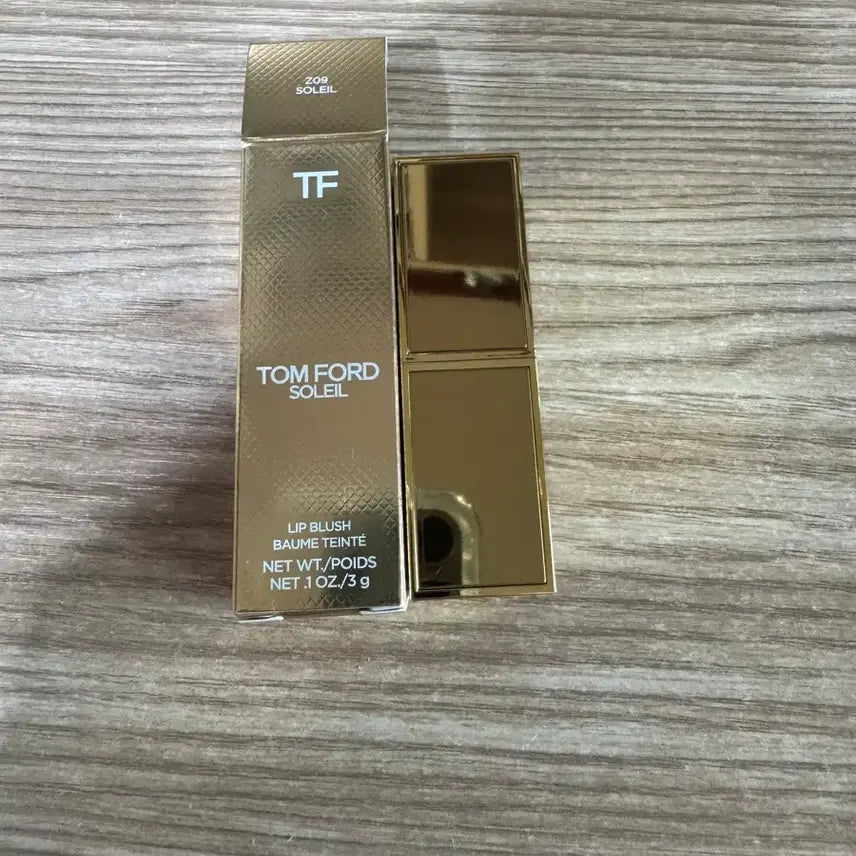 Z09
SOLEIL
TF
TOM FORD
SOLEIL
LIP BLUSH
BAUME TEINTÉ
NET WT./POIDS
NET .1 OZ./3 g